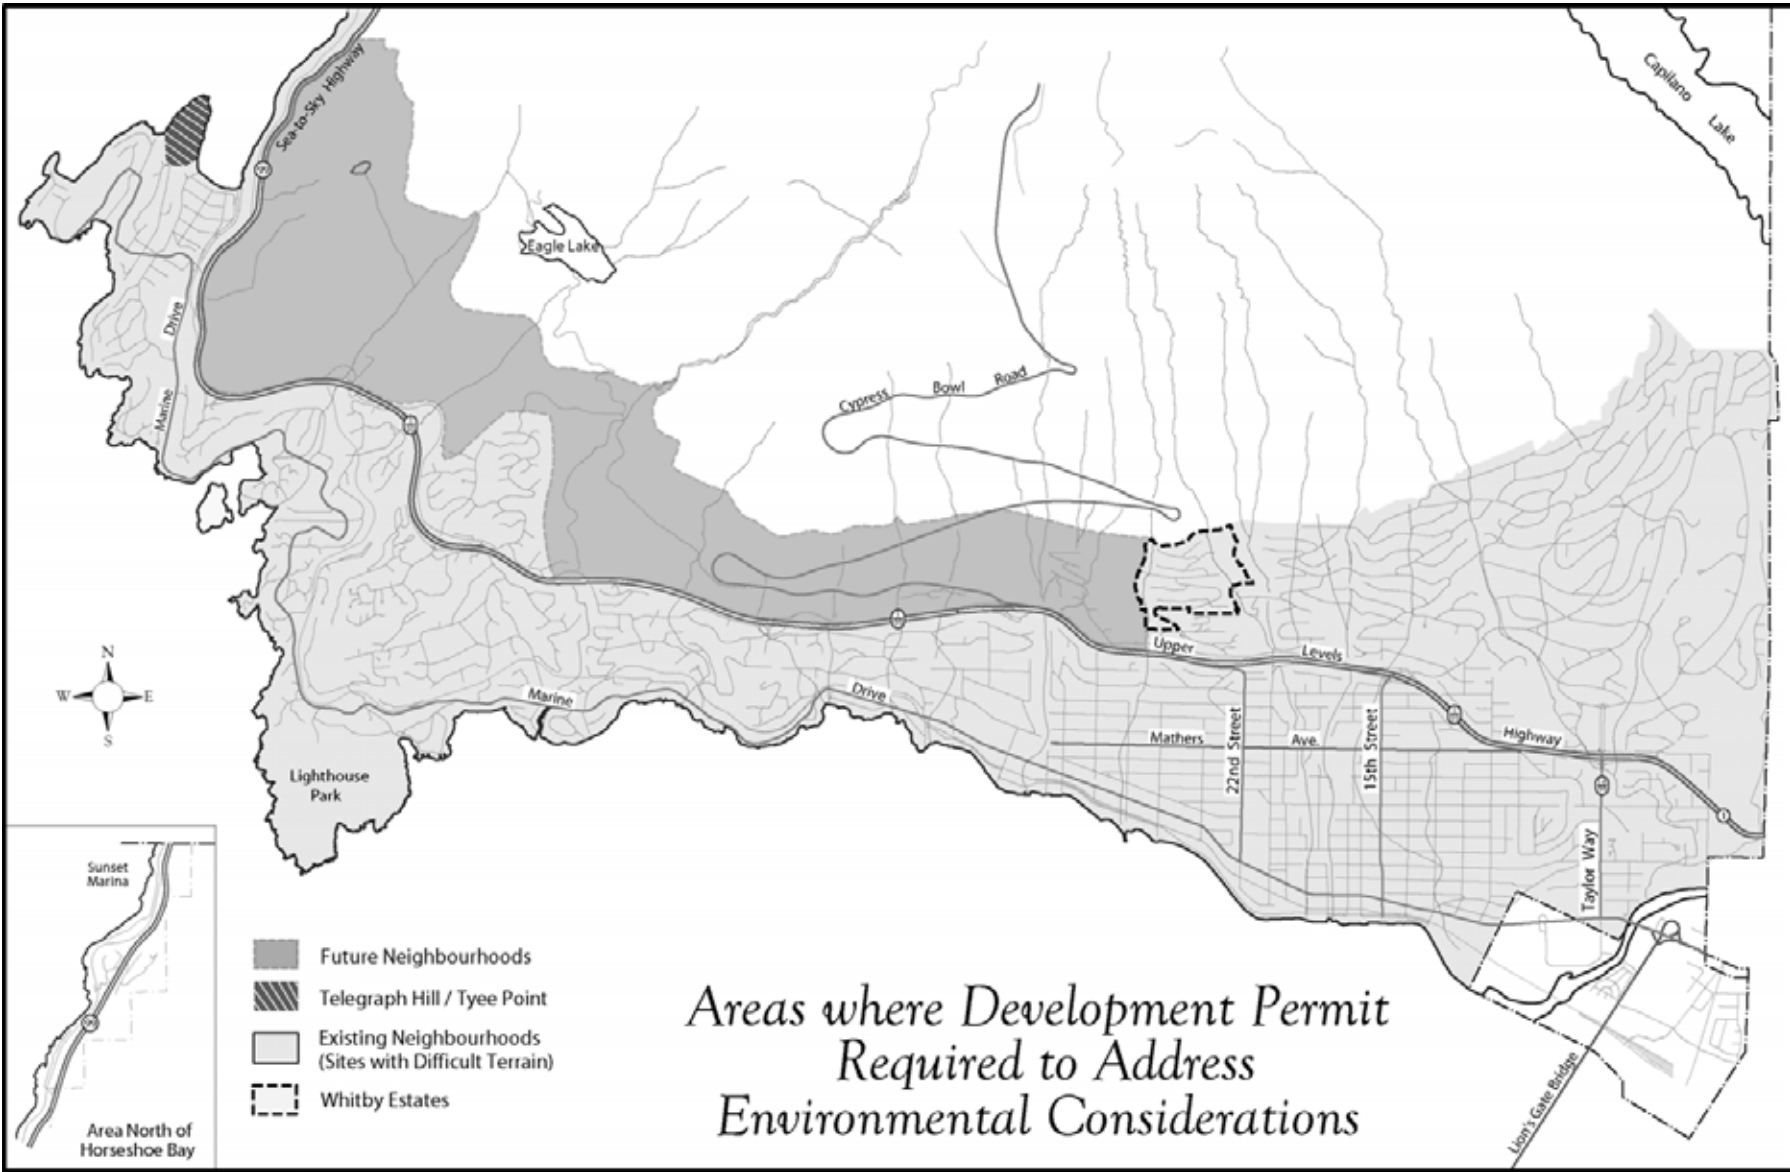 Sea-to-Sky Highway
99
Capilano
Lake
Eagle Lake
Drive
Marine
Cypress
Bowl
Road
Upper
Levels
Highway
Marine
Drive
Mathers
Ave.
22nd Street
15th Street
Taylor Way
1
N
W
E
S
Lighthouse
Park
Sunset
Marina
99
Area North of
Horseshoe Bay
Future Neighbourhoods
Telegraph Hill / Tyee Point
Existing Neighbourhoods
(Sites with Difficult Terrain)
Whitby Estates
Areas where Development Permit
Required to Address
Environmental Considerations
Lion's Gate Bridge